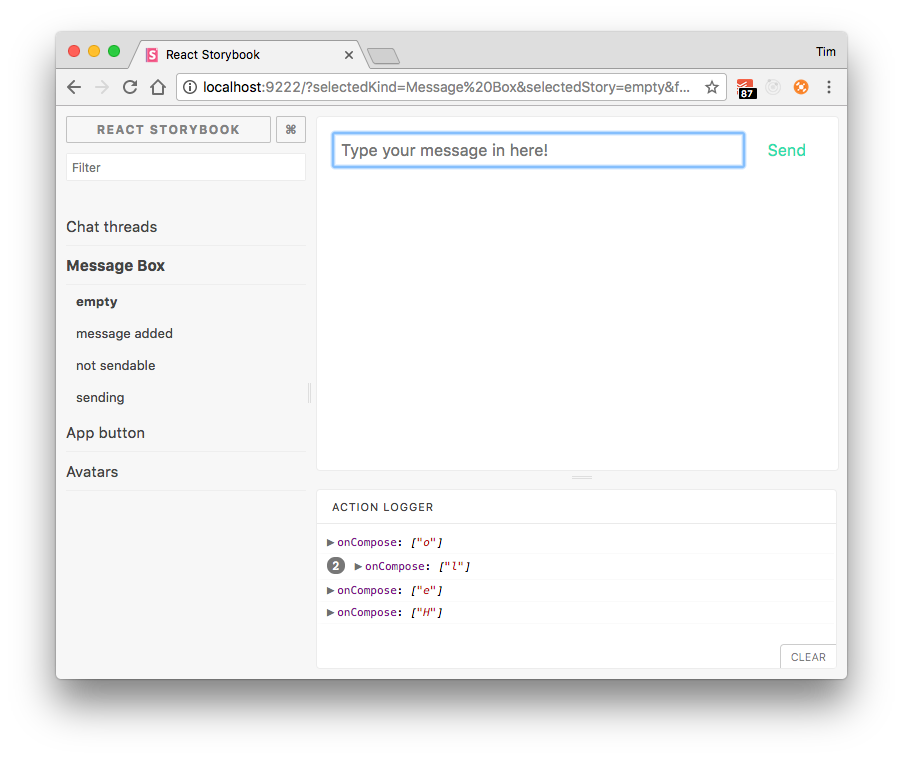 React Storybook
Tim
localhost:9222/?selectedKind=Message%20Box&selectedStory=empty&f...
87
REACT STORYBOOK
⌘
Filter
Chat threads
Message Box
empty
message added
not sendable
sending
App button
Avatars
Type your message in here!
Send
ACTION LOGGER
▶onCompose: ["o"]
2 ▶onCompose: ["l"]
▶onCompose: ["e"]
▶onCompose: ["H"]
CLEAR